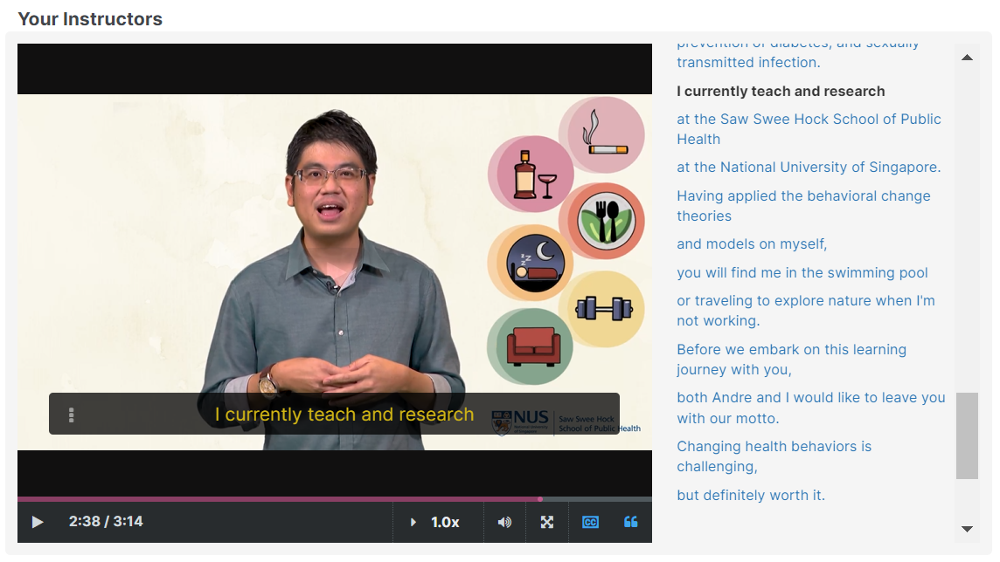 Your Instructors
prevention of diabetes, and sexually
transmitted infection.
I currently teach and research
at the Saw Swee Hock School of Public
Health
at the National University of Singapore.
Having applied the behavioral change
theories
and models on myself,
you will find me in the swimming pool
or traveling to explore nature when I'm
not working.
Before we embark on this learning
journey with you,
both Andre and I would like to leave you
with our motto.
Changing health behaviors is
challenging,
but definitely worth it.
z z z
I currently teach and research
NUS
National University
of Singapore
Saw Swee Hock
School of Public Health
2:38 / 3:14
1.0x
CC